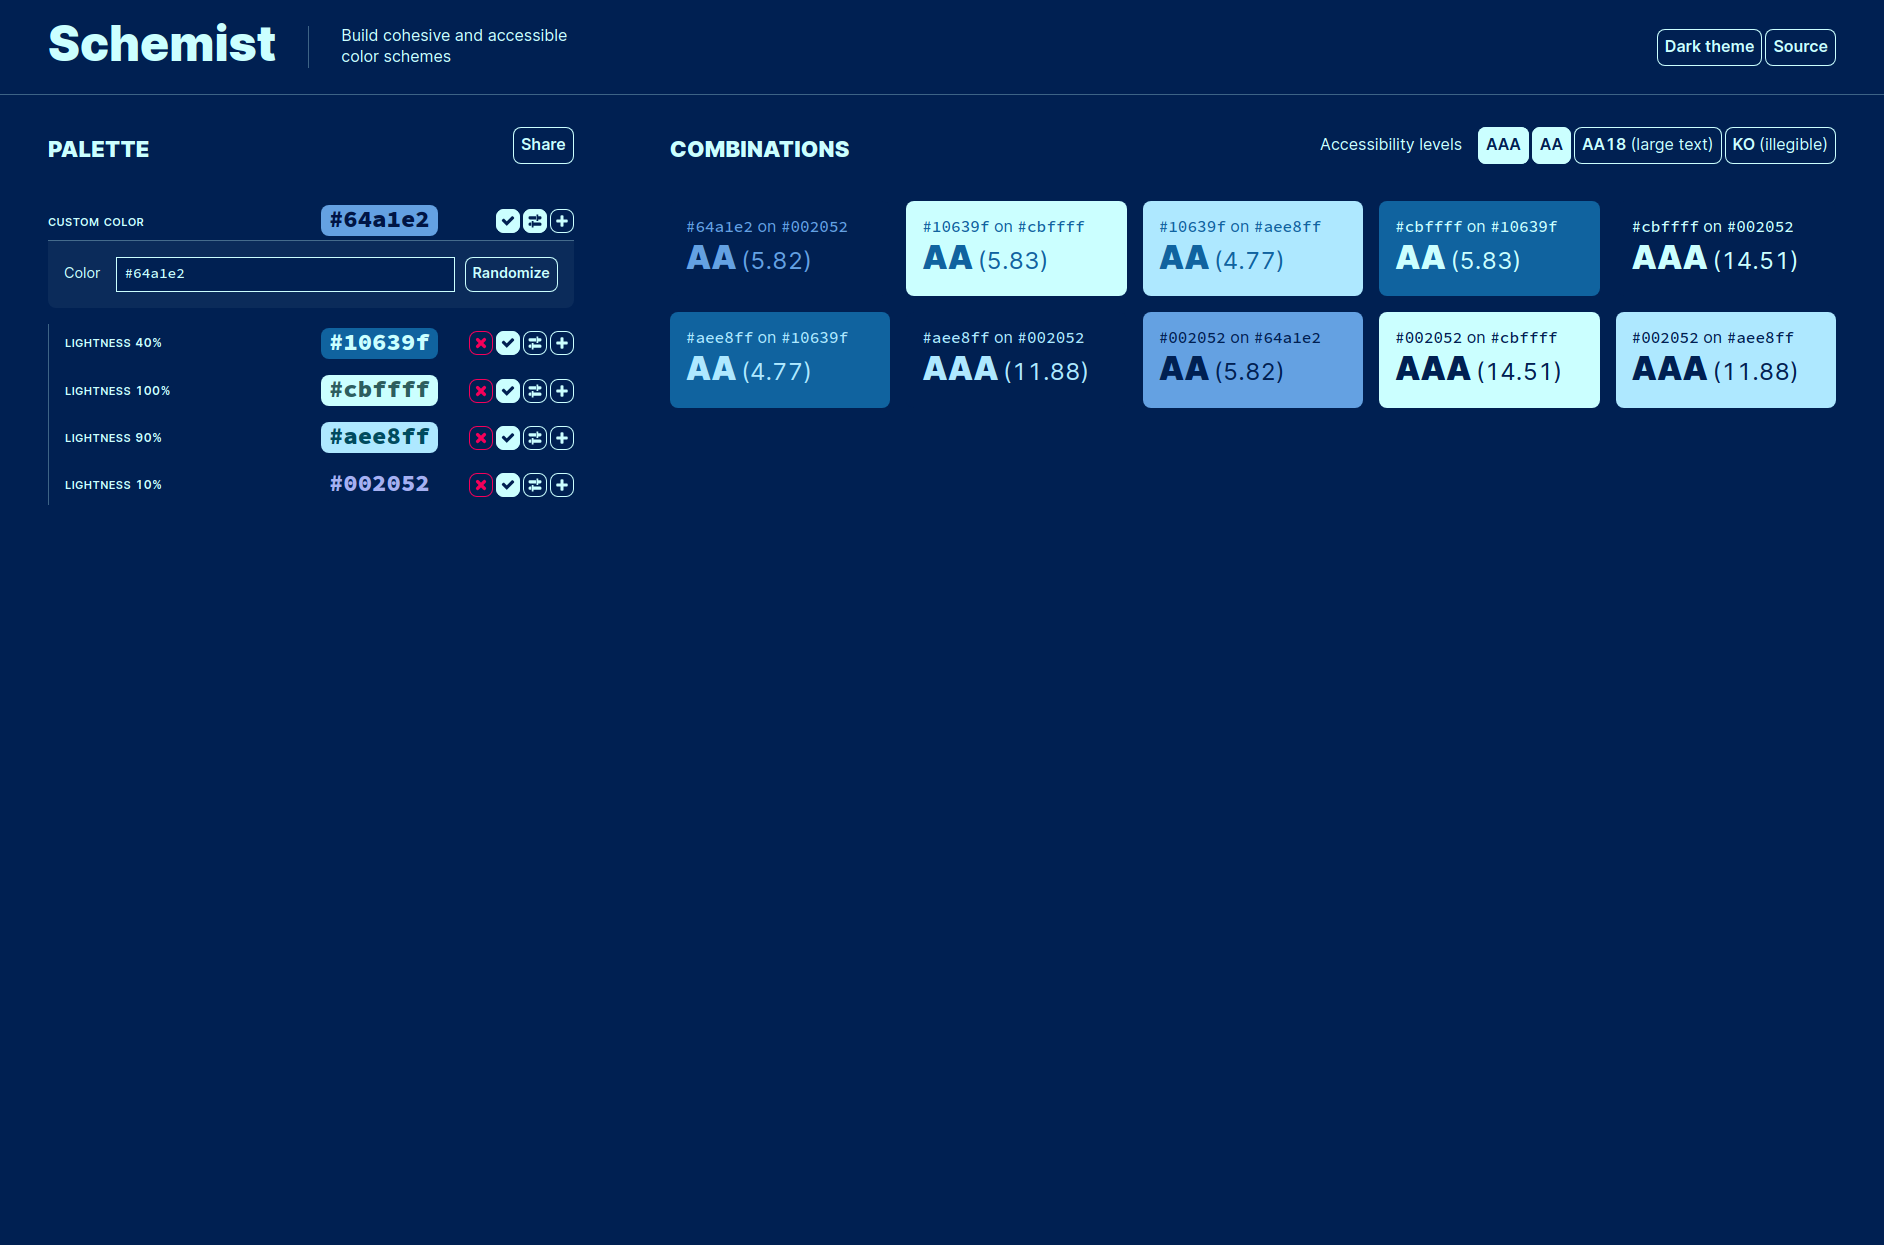 Schemist
Build cohesive and accessible
color schemes
Dark theme
Source
PALETTE
Share
CUSTOM COLOR
#64a1e2
Color
#64a1e2
Randomize
LIGHTNESS 40%
#10639f
LIGHTNESS 100%
#cbffff
LIGHTNESS 90%
#aee8ff
LIGHTNESS 10%
#002052
COMBINATIONS
Accessibility levels
AAA
AA
AA18 (large text)
KO (illegible)
#64a1e2 on #002052
AA (5.82)
#10639f on #cbffff
AA (5.83)
#10639f on #aee8ff
AA (4.77)
#cbffff on #10639f
AA (5.83)
#cbffff on #002052
AAA (14.51)
#aee8ff on #10639f
AA (4.77)
#aee8ff on #002052
AAA (11.88)
#002052 on #64a1e2
AA (5.82)
#002052 on #cbffff
AAA (14.51)
#002052 on #aee8ff
AAA (11.88)